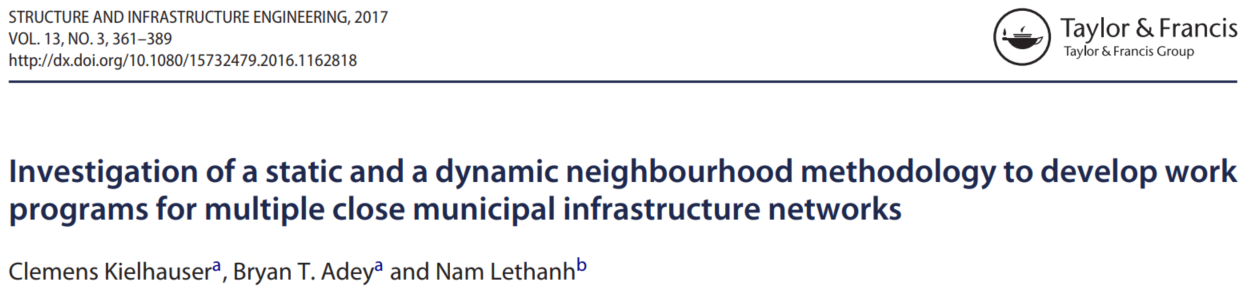 STRUCTURE AND INFRASTRUCTURE ENGINEERING, 2017
VOL. 13, NO. 3, 361–389
http://dx.doi.org/10.1080/15732479.2016.1162818
Taylor & Francis
Taylor & Francis Group
Investigation of a static and a dynamic neighbourhood methodology to develop work
programs for multiple close municipal infrastructure networks
Clemens Kielhauserᵃ, Bryan T. Adeyᵃ and Nam Lethanhᵇ